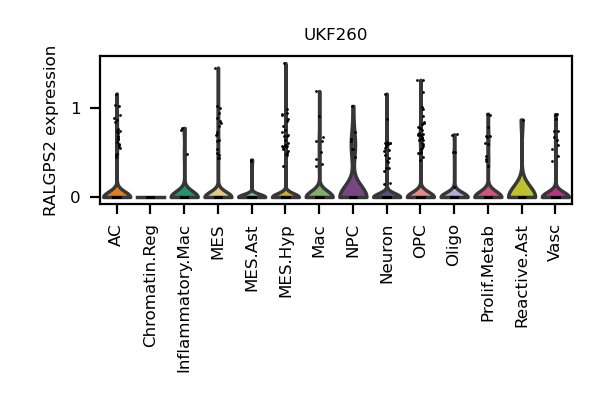 UKF260
RALGPS2 expression
1
0
AC
Chromatin.Reg
Inflammatory.Mac
MES
MES.Ast
MES.Hyp
Mac
NPC
Neuron
OPC
Oligo
Prolif.Metab
Reactive.Ast
Vasc